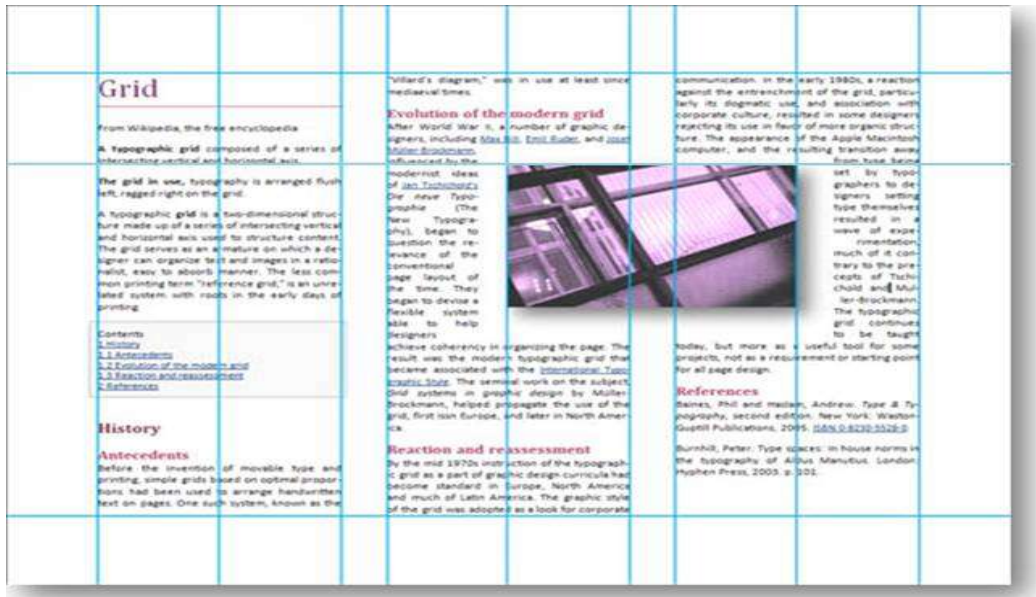 Grid
From Wikipedia, the free encyclopedia
A typographic grid composed of a series of
intersecting vertical and horizontal axis.
The grid in use, typography is arranged flush
left, ragged right on the grid.
A typographic grid is a two-dimensional struc-
ture made up of a series of intersecting vertical
and horizontal axis used to structure content.
The grid serves as an armature on which a de-
signer can organize text and images in a ratio-
nalist, easy to absorb manner. The less com-
mon printing term "reference grid," is an unre-
lated system with roots in the early days of
printing.
Contents
1 History
1.1 Antecedents
1.2 Evolution of the modern grid
1.3 Reaction and reassessment
2 References
History
Antecedents
Before the invention of movable type and
printing, simple grids based on optimal propor-
tions had been used to arrange handwritten
text on pages. One such system, known as the
"Villard's diagram," was in use at least since
mediaeval times.
Evolution of the modern grid
After World War II, a number of graphic de-
signers, including Max Bill, Emil Ruder, and Josef
Müller-Brockmann,
influenced by the
modernist ideas
of Jan Tschichold's
Die neue Typo-
graphie (The
New Typogra-
phy), began to
question the re-
levance of the
conventional
page layout of
the time. They
began to devise a
flexible system
able to help
designers
achieve coherency in organizing the page. The
result was the modern typographic grid that
became associated with the International Typo-
graphic Style. The seminal work on the subject,
Grid systems in graphic design by Müller-
Brockmann, helped propagate the use of the
grid, first issn Europe, and later in North Amer-
ica.
Reaction and reassessment
By the mid 1970s instruction of the typograph-
ic grid as a part of graphic design curricula had
become standard in Europe, North America
and much of Latin America. The graphic style
of the grid was adopted as a look for corporate
communication. In the early 1980s, a reaction
against the entrenchment of the grid, particu-
larly its dogmatic use, and association with
corporate culture, resulted in some designers
rejecting its use in favor of more organic struc-
ture. The appearance of the Apple Macintosh
computer, and the resulting transition away
from type being
set by typo-
graphers to de-
signers setting
type themselves
resulted in a
wave of expe-
rimentation,
much of it con-
trary to the pre-
cepts of Tschi-
chold and Mul-
ler-Brockmann.
The typographic
grid continues
to be taught
today, but more as a useful tool for some
projects, not as a requirement or starting point
for all page design.
References
Baines, Phil and Haslam, Andrew. Type & Ty-
pography, second edition. New York: Watson-
Guptill Publications, 2005. ISBN 0-8230-5528-0
Burnhill, Peter. Type spaces: in house norms in
the typography of Aldus Manutius. London:
Hyphen Press, 2003. p. 101.